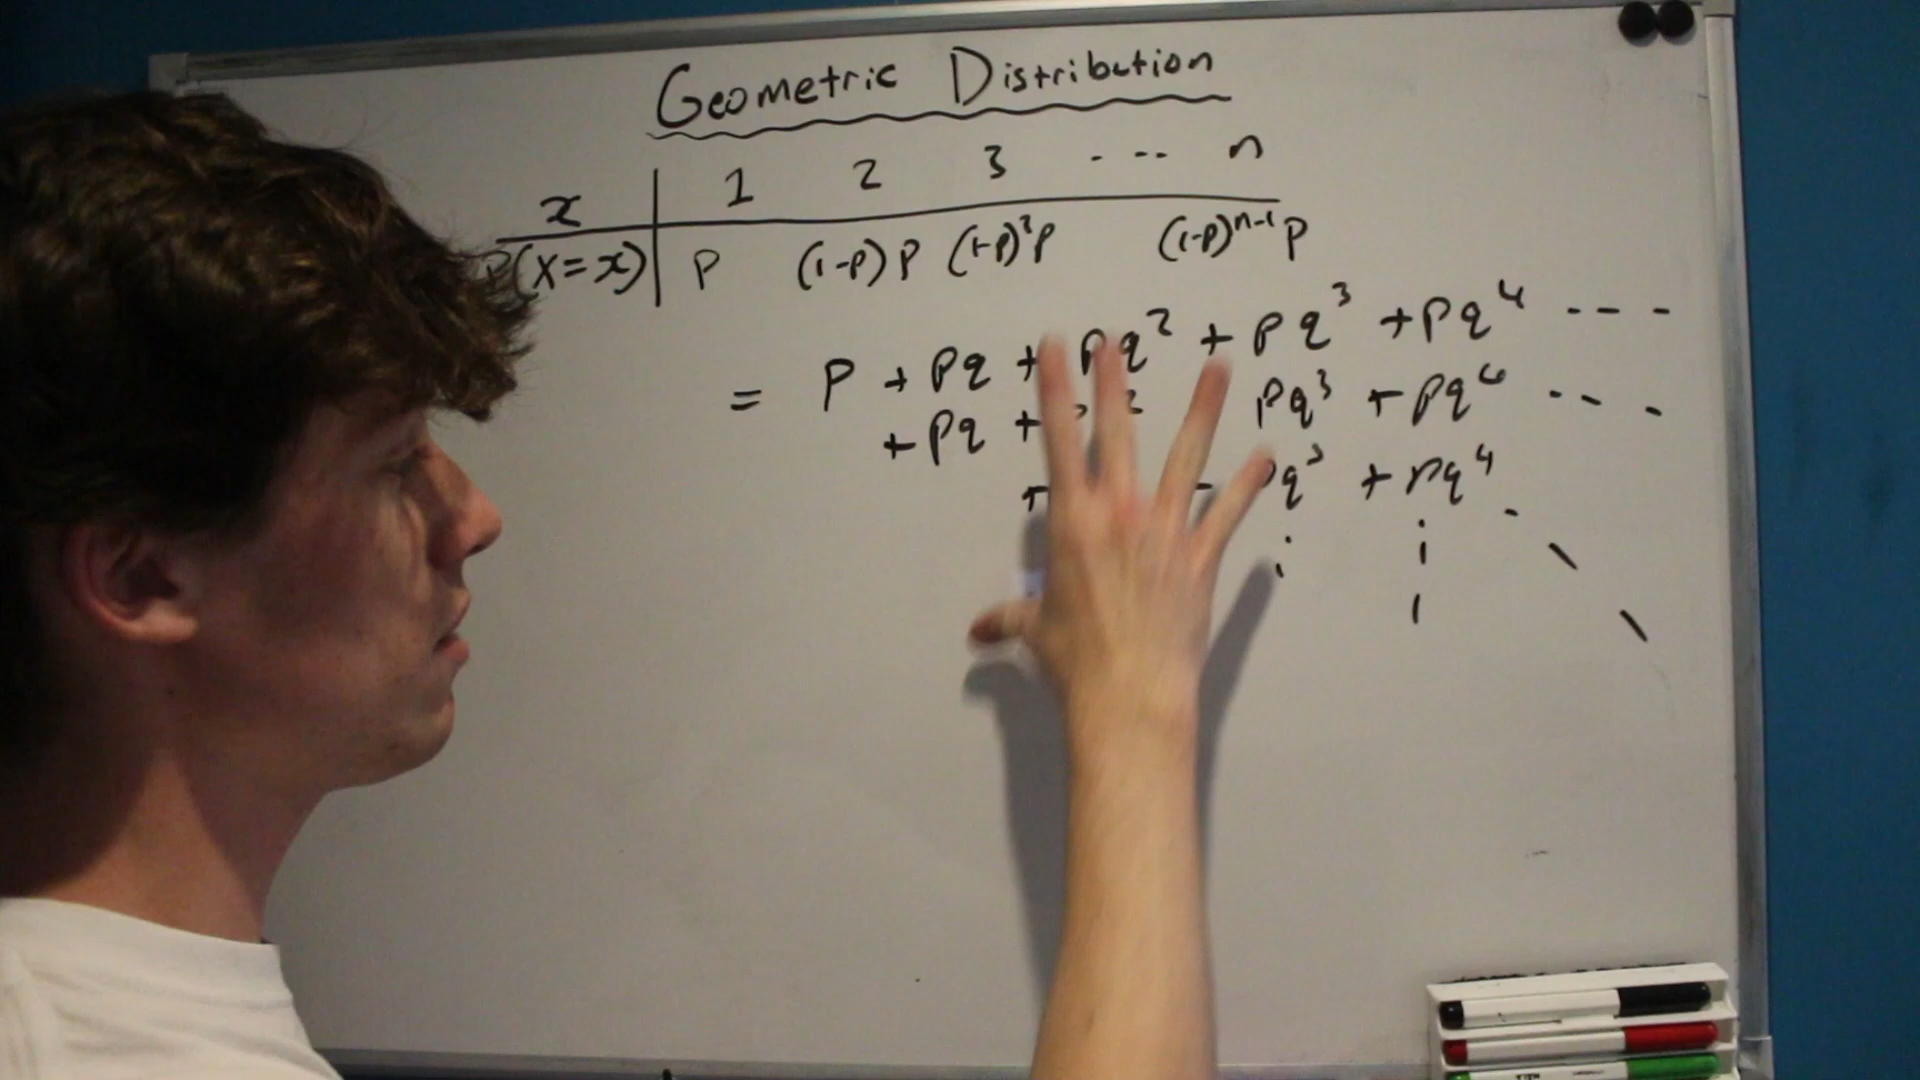 Geometric Distribution
x 1 2 3 ... n
P(X=x) P (1-P)P (1-P)²P (1-P)ⁿ⁻¹P
= P + Pq + Pq² + Pq³ + Pq⁴ ---
+ Pq + Pq³ + Pq⁴ ---
+ Pq³ + Pq⁴